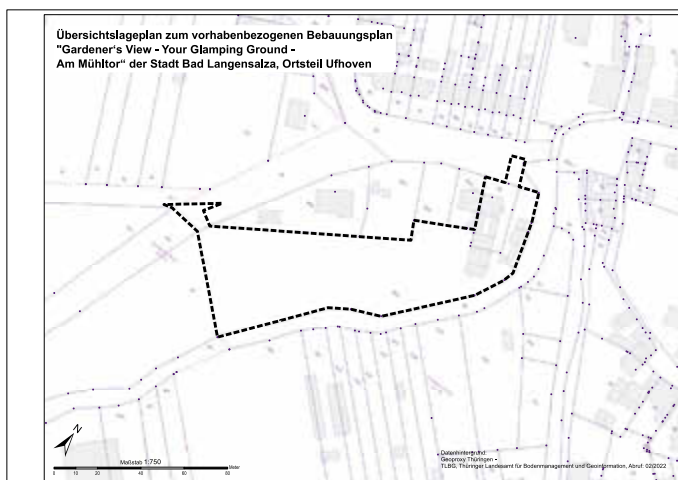 Übersichtslageplan zum vorhabenbezogenen Bebauungsplan
"Gardener's View - Your Glamping Ground -
Am Mühltor“ der Stadt Bad Langensalza, Ortsteil Ufhoven
Maßstab 1:750
Meter
0 10 20 40 60 80
Datenhintergrund:
Geoproxy Thüringen -
TLBG, Thüringer Landesamt für Bodenmanagement und Geoinformation, Abruf: 02/2022